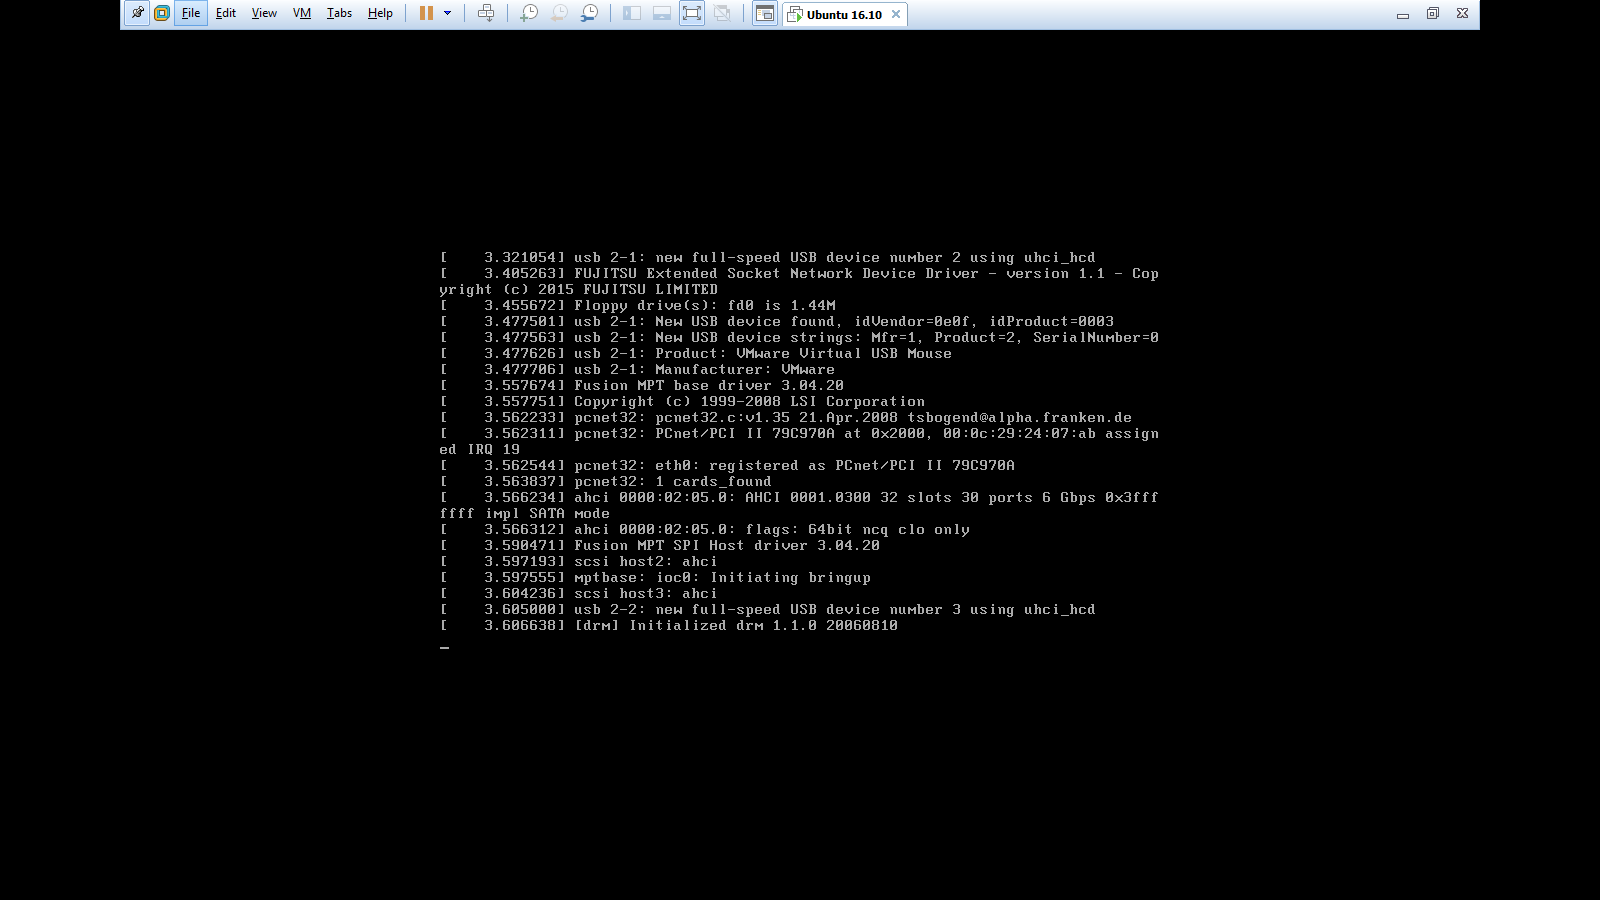 File Edit View VM Tabs Help Ubuntu 16.10
[    3.321054] usb 2-1: new full-speed USB device number 2 using uhci_hcd
[    3.405263] FUJITSU Extended Socket Network Device Driver - version 1.1 - Cop
yright (c) 2015 FUJITSU LIMITED
[    3.455672] Floppy drive(s): fd0 is 1.44M
[    3.477501] usb 2-1: New USB device found, idVendor=0e0f, idProduct=0003
[    3.477563] usb 2-1: New USB device strings: Mfr=1, Product=2, SerialNumber=0
[    3.477626] usb 2-1: Product: VMware Virtual USB Mouse
[    3.477706] usb 2-1: Manufacturer: VMware
[    3.557674] Fusion MPT base driver 3.04.20
[    3.557751] Copyright (c) 1999-2008 LSI Corporation
[    3.562233] pcnet32: pcnet32.c:v1.35 21.Apr.2008 tsbogend@alpha.franken.de
[    3.562311] pcnet32: PCnet/PCI II 79C970A at 0x2000, 00:0c:29:24:07:ab assign
ed IRQ 19
[    3.562544] pcnet32: eth0: registered as PCnet/PCI II 79C970A
[    3.563837] pcnet32: 1 cards_found
[    3.566234] ahci 0000:02:05.0: AHCI 0001.0300 32 slots 30 ports 6 Gbps 0x3fff
ffff impl SATA mode
[    3.566312] ahci 0000:02:05.0: flags: 64bit ncq clo only
[    3.590471] Fusion MPT SPI Host driver 3.04.20
[    3.597193] scsi host2: ahci
[    3.597555] mptbase: ioc0: Initiating bringup
[    3.604236] scsi host3: ahci
[    3.605000] usb 2-2: new full-speed USB device number 3 using uhci_hcd
[    3.606638] [drm] Initialized drm 1.1.0 20060810